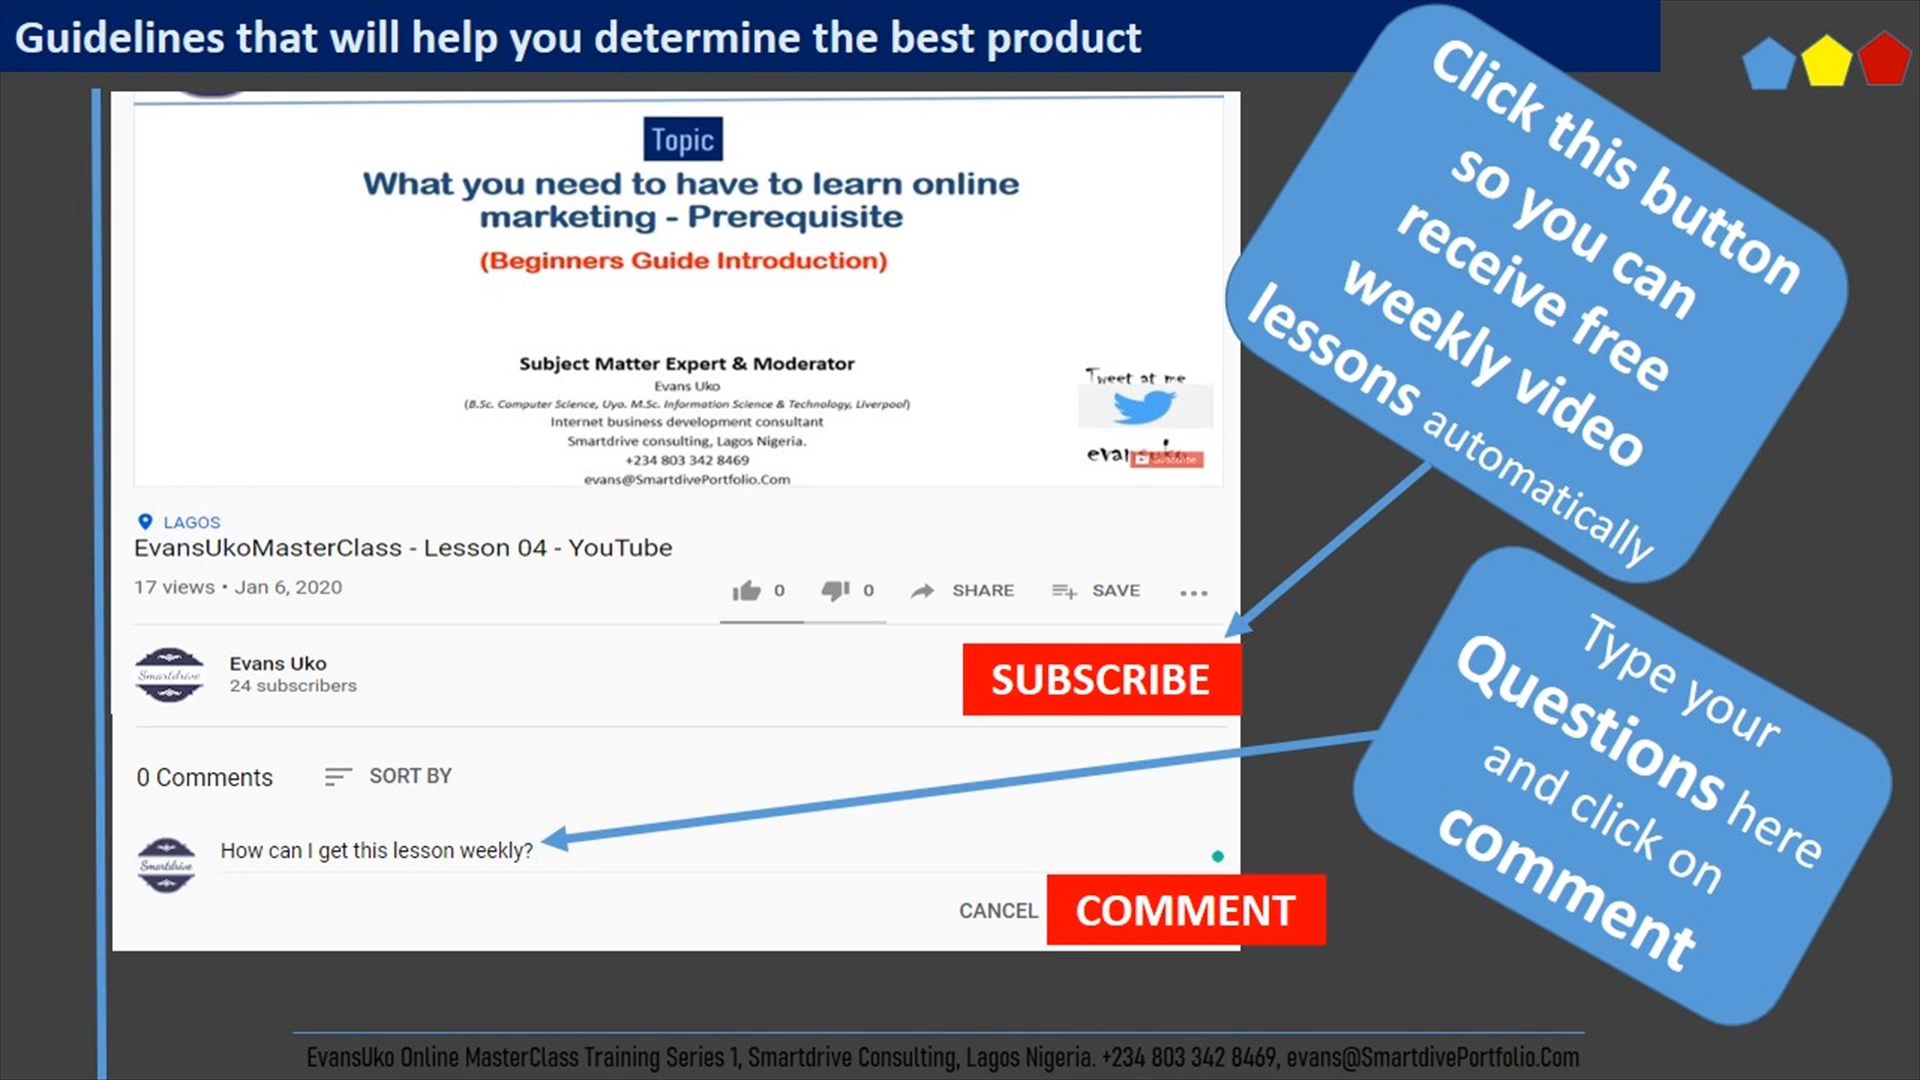 Guidelines that will help you determine the best product
Topic
What you need to have to learn online
marketing - Prerequisite
(Beginners Guide Introduction)
Subject Matter Expert & Moderator
Evans Uko
(B.Sc. Computer Science, Uyo. M.Sc. Information Science & Technology, Liverpool)
Internet business development consultant
Smartdrive consulting, Lagos Nigeria.
+234 803 342 8469
evans@SmartdivePortfolio.Com
Tweet at me
Subscribe
LAGOS
EvansUkoMasterClass - Lesson 04 - YouTube
17 views • Jan 6, 2020
0
0
SHARE
SAVE
Smartdrive
Evans Uko
24 subscribers
SUBSCRIBE
0 Comments
SORT BY
Smartdrive
How can I get this lesson weekly?
CANCEL
COMMENT
Click this button
so you can
receive free
weekly video
lessons automatically
Type your
Questions here
and click on
comment
EvansUko Online MasterClass Training Series 1, Smartdrive Consulting, Lagos Nigeria. +234 803 342 8469, evans@SmartdivePortfolio.Com